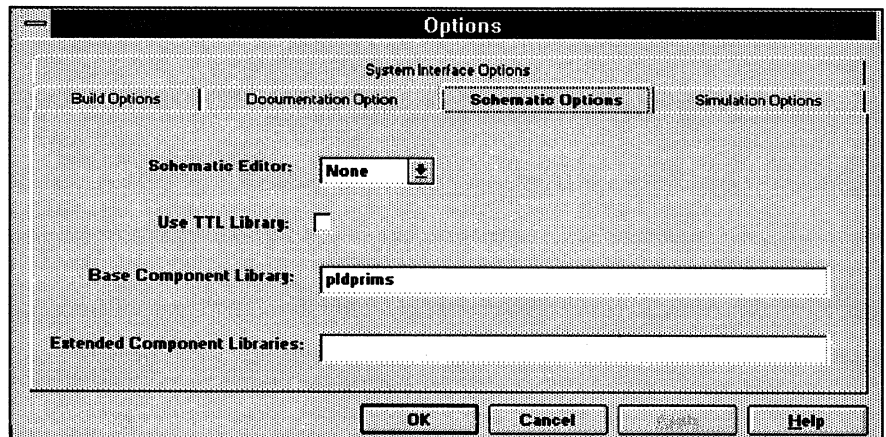 Options
System Interface Options
Build Options Documentation Option Schematic Options Simulation Options
Schematic Editor: None
Use TTL Library:
Base Component Library: pldprims
Extended Component Libraries:
OK Cancel Apply Help